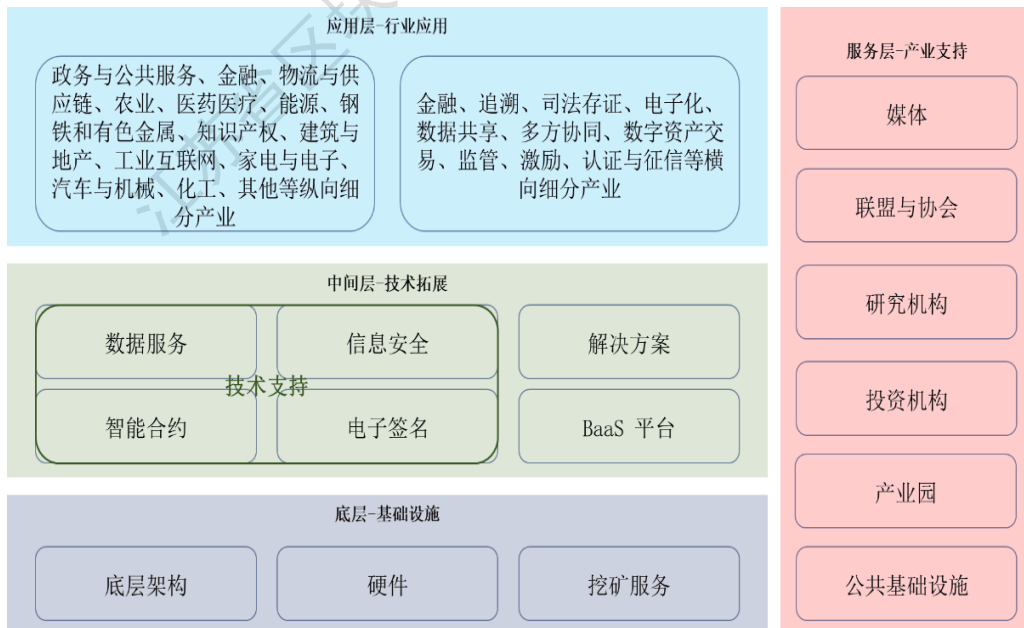 应用层-行业应用
政务与公共服务、金融、物流与供
应链、农业、医药医疗、能源、钢
铁和有色金属、知识产权、建筑与
地产、工业互联网、家电与电子、
汽车与机械、化工、其他等纵向细
分产业
金融、追溯、司法存证、电子化、
数据共享、多方协同、数字资产交
易、监管、激励、认证与征信等横
向细分产业
中间层-技术拓展
数据服务
信息安全
解决方案
技术支持
智能合约
电子签名
BaaS 平台
底层-基础设施
底层架构
硬件
挖矿服务
服务层-产业支持
媒体
联盟与协会
研究机构
投资机构
产业园
公共基础设施
江苏省区块